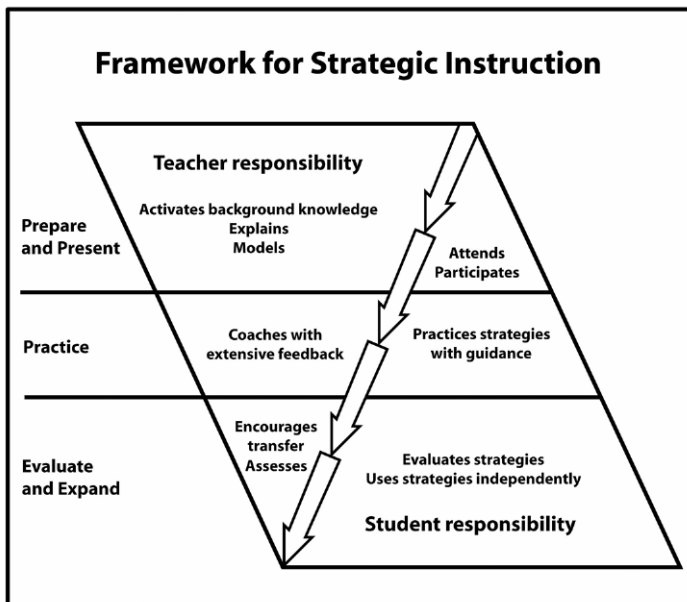 Framework for Strategic Instruction
Teacher responsibility
Activates background knowledge
Explains
Models
Prepare
and Present
Attends
Participates
Practice
Coaches with
extensive feedback
Practices strategies
with guidance
Encourages
transfer
Assesses
Evaluate
and Expand
Evaluates strategies
Uses strategies independently
Student responsibility